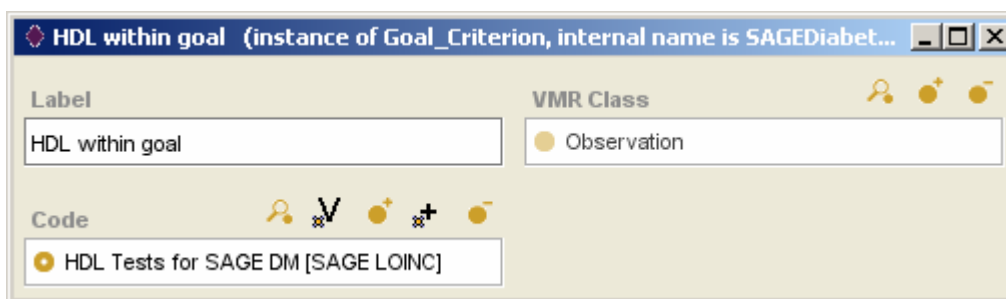 HDL within goal (instance of Goal_Criterion, internal name is SAGEDiabet...
Label
VMR Class
HDL within goal
Observation
Code
HDL Tests for SAGE DM [SAGE LOINC]